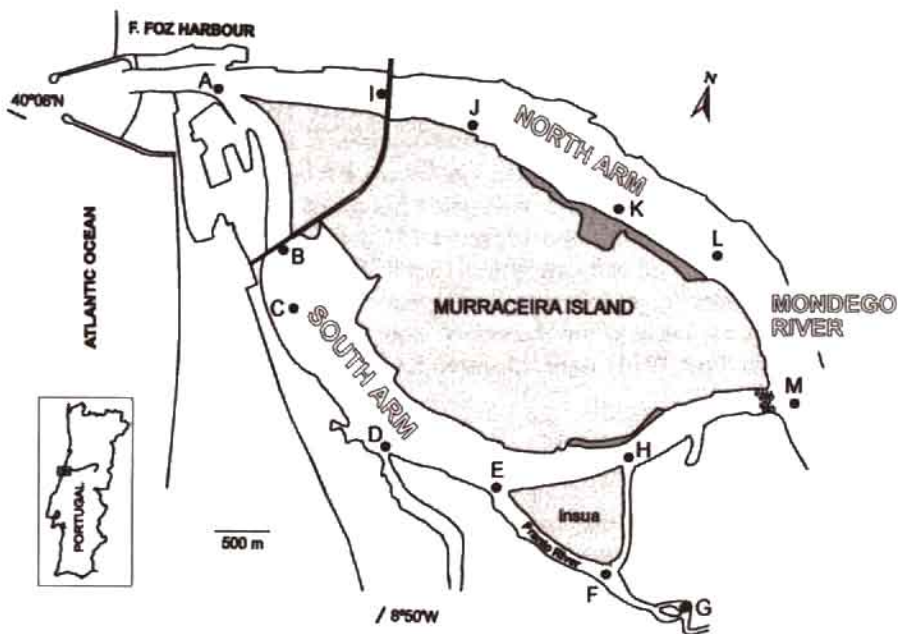 F. FOZ HARBOUR
N
40°08'N
A
I
J
NORTH ARM
K
L
B
C
SOUTH ARM
MURRACEIRA ISLAND
MONDEGO
RIVER
ATLANTIC OCEAN
M
D
H
E
Insua
PORTUGAL
Pranto River
500 m
F
G
8°50'W